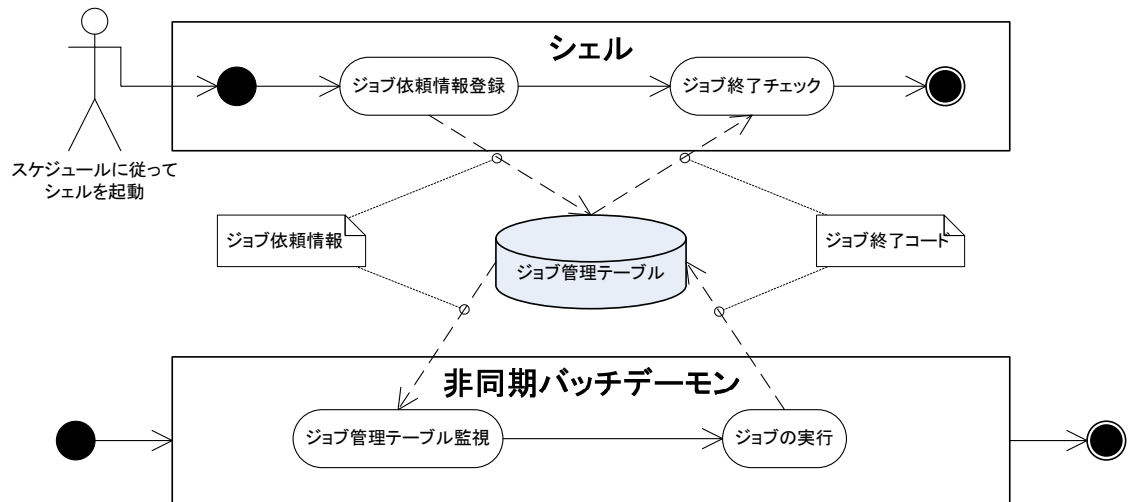 シェル
ジョブ依頼情報登録
ジョブ終了チェック
スケジュールに従って
シェルを起動
ジョブ依頼情報
ジョブ管理テーブル
ジョブ終了コード
非同期バッチデーモン
ジョブ管理テーブル監視
ジョブの実行